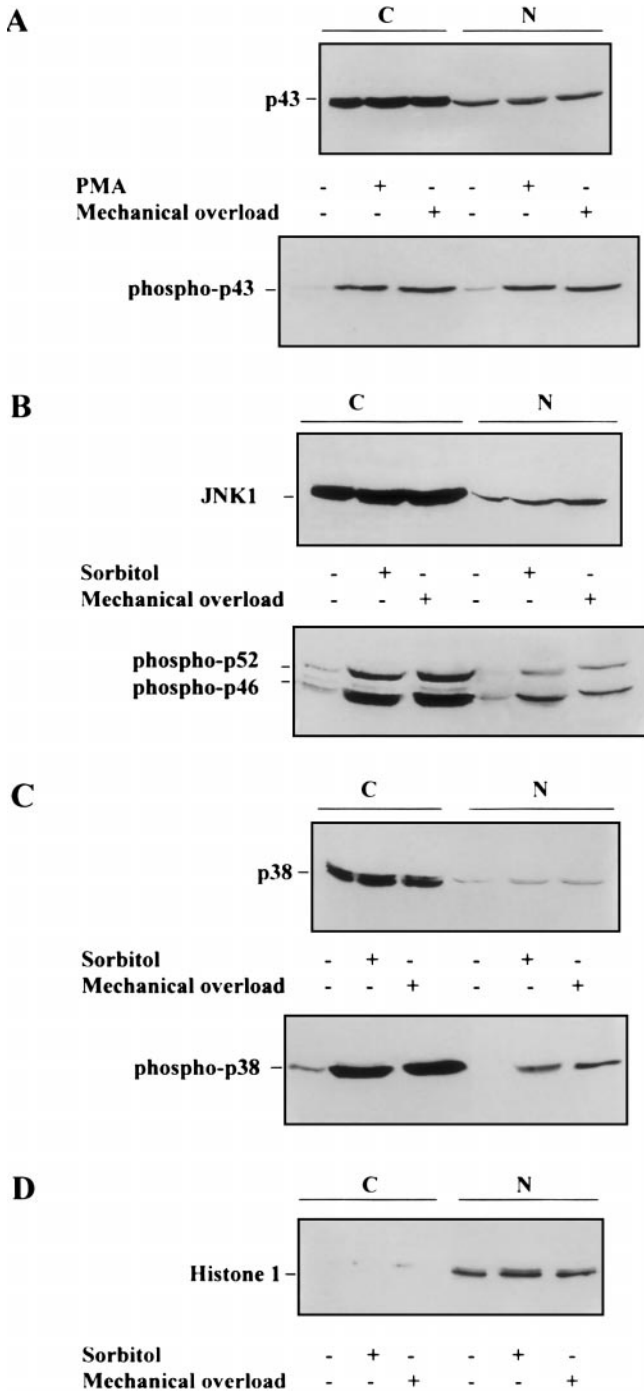 A
C N
p43 –
PMA - + - - + -
Mechanical overload - - + - - +
phospho-p43 –
B
C N
JNK1 –
Sorbitol - + - - + -
Mechanical overload - - + - - +
phospho-p52 –
phospho-p46 –
C
C N
p38 –
Sorbitol - + - - + -
Mechanical overload - - + - - +
phospho-p38 –
D
C N
Histone 1 –
Sorbitol - + - - + -
Mechanical overload - - + - - +